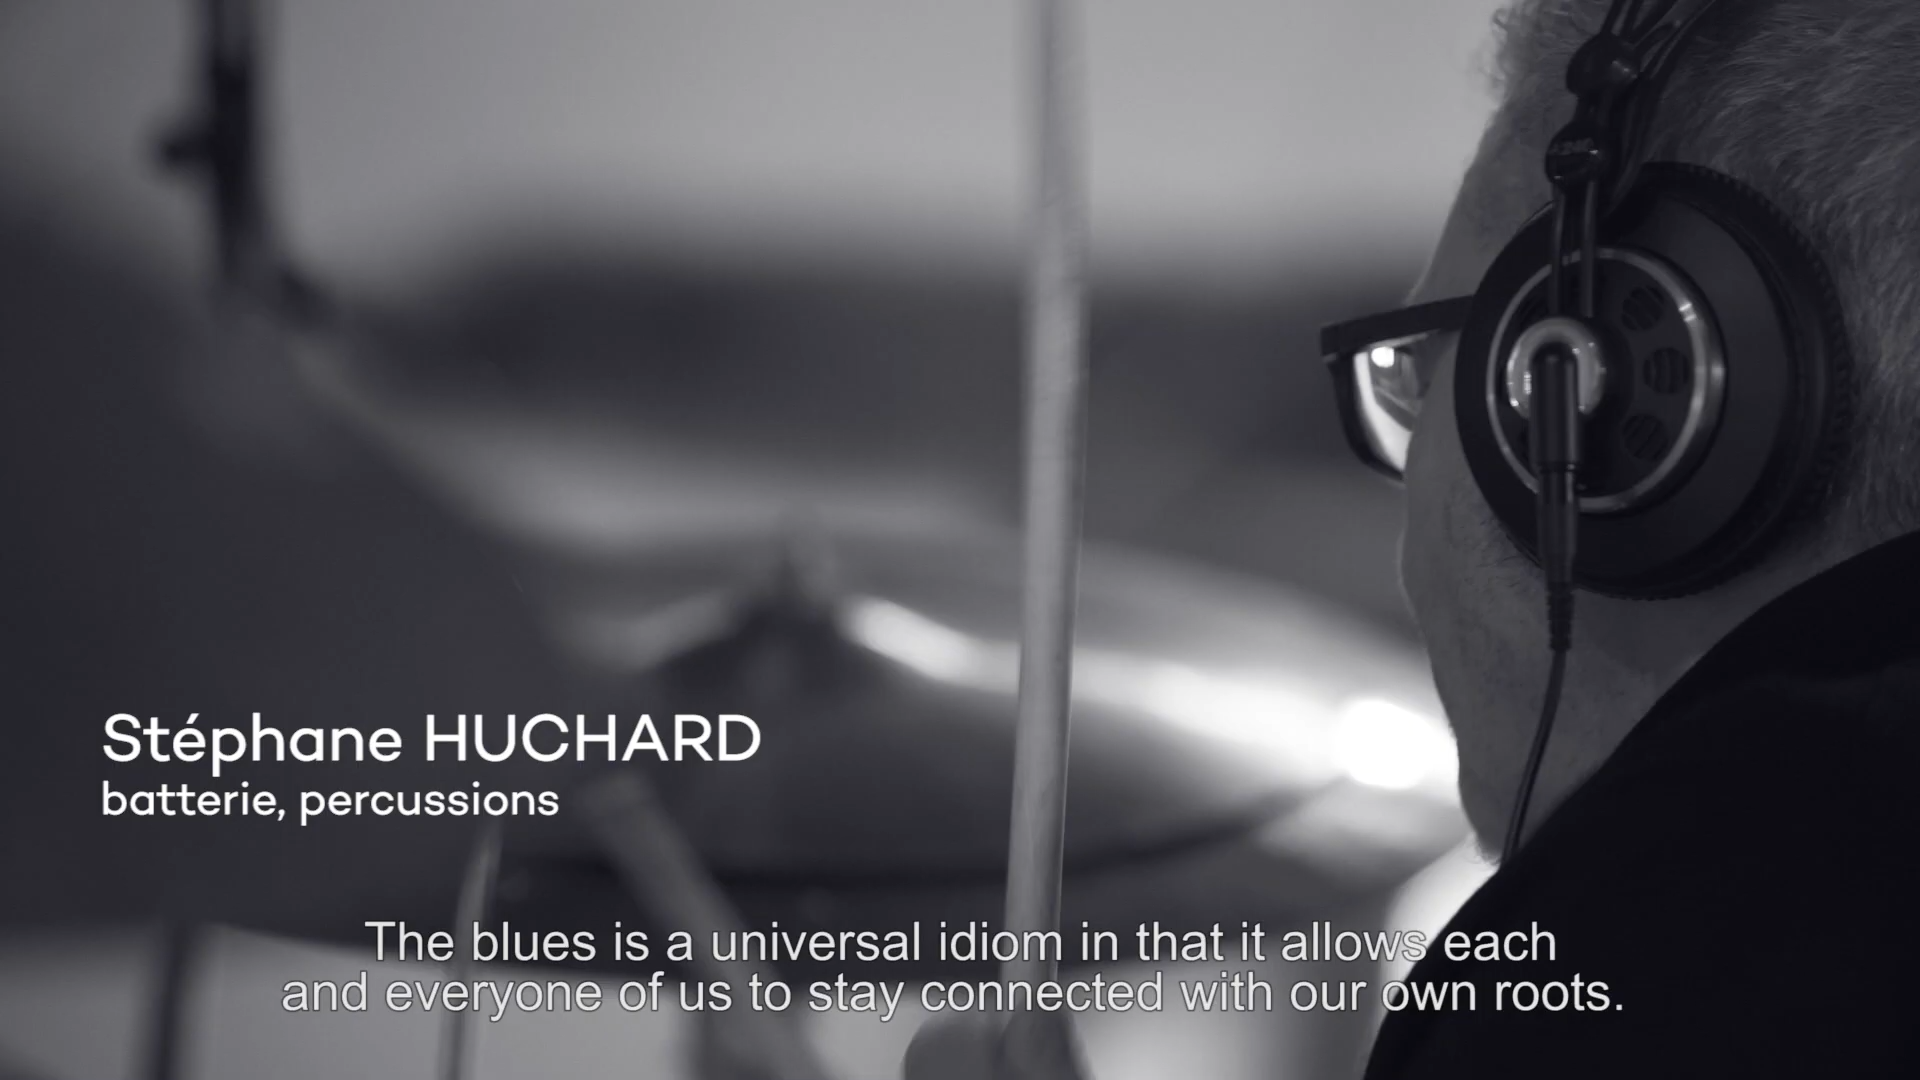 Stéphane HUCHARD
batterie, percussions
The blues is a universal idiom in that it allows each
and everyone of us to stay connected with our own roots.